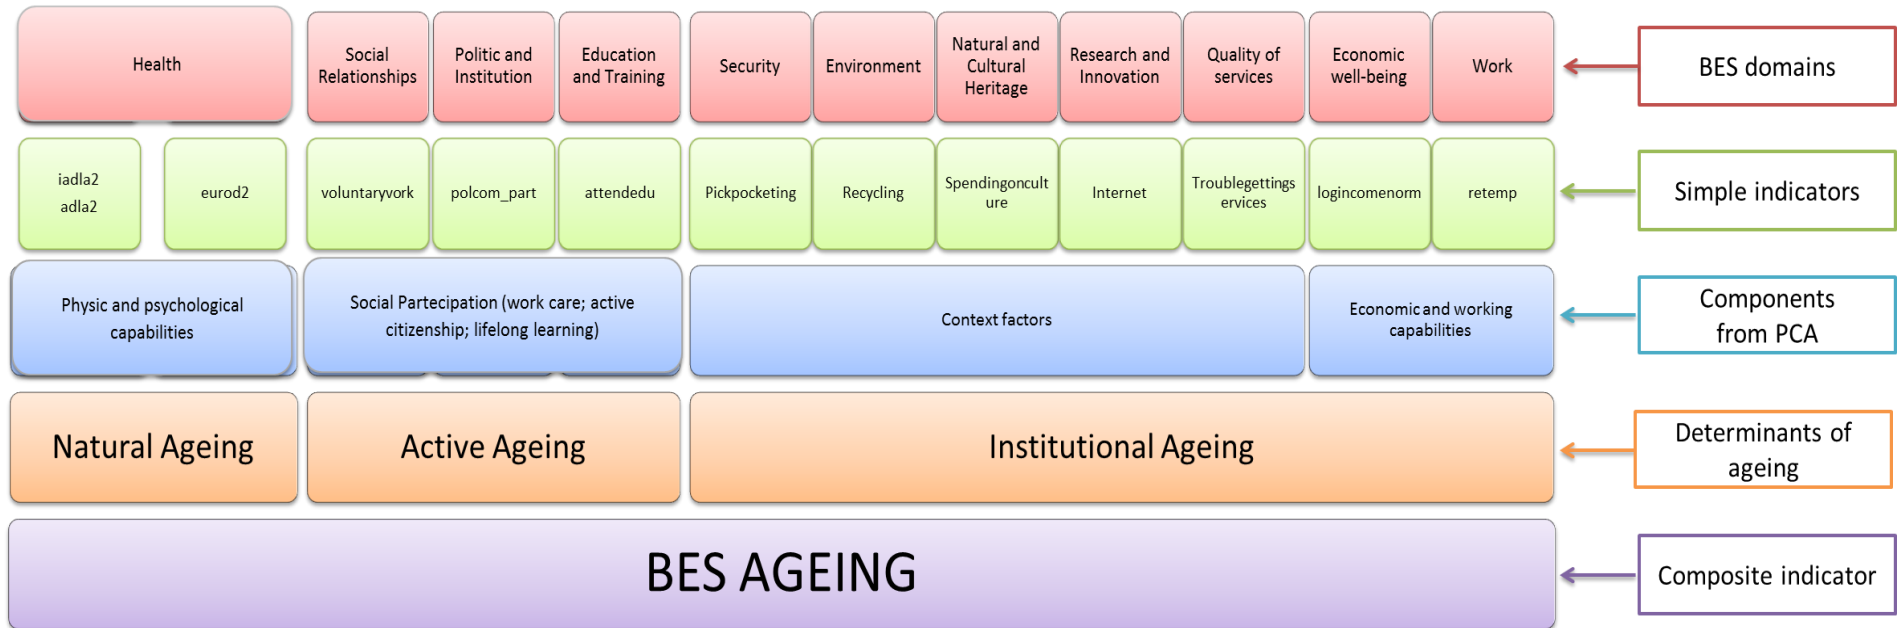 Health
Social
Relationships
Politic and
Institution
Education
and Training
Security
Environment
Natural and
Cultural
Heritage
Research and
Innovation
Quality of
services
Economic
well-being
Work
BES domains
iadla2
adla2
eurod2
voluntaryvork
polcom_part
attendedu
Pickpocketing
Recycling
Spendingoncult
ure
Internet
Troublegettings
ervices
logincomenorm
retemp
Simple indicators
Physic and psychological
capabilities
Social Partecipation (work care; active
citizenship; lifelong learning)
Context factors
Economic and working
capabilities
Components
from PCA
Natural Ageing
Active Ageing
Institutional Ageing
Determinants of
ageing
BES AGEING
Composite indicator